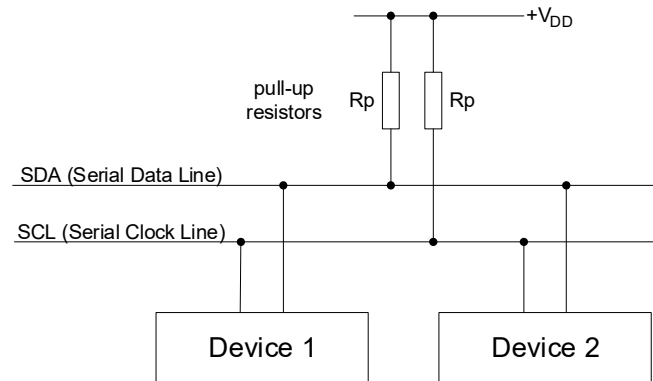 +VDD
pull-up
resistors
Rp
Rp
SDA (Serial Data Line)
SCL (Serial Clock Line)
Device 1
Device 2